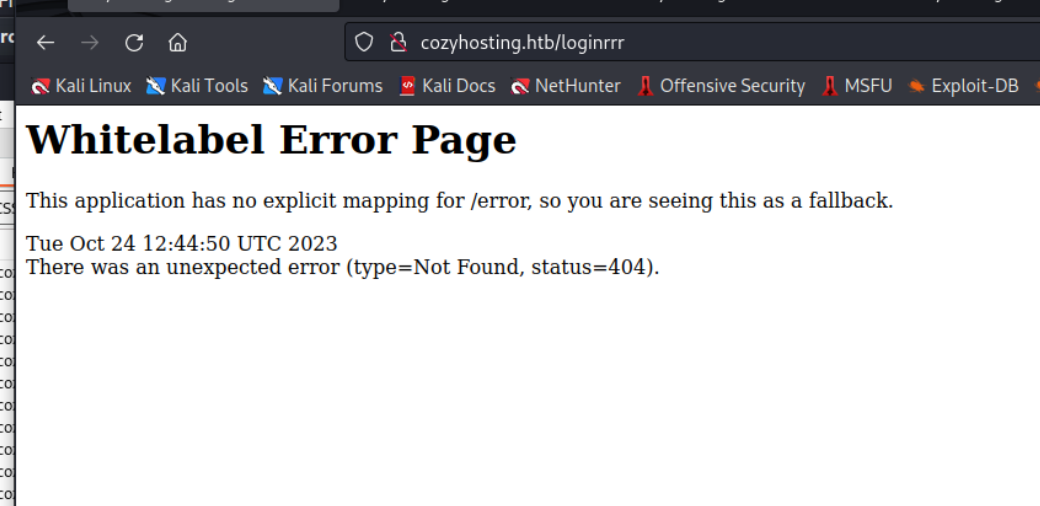 cozyhosting.htb/loginrrr
Kali Linux Kali Tools Kali Forums Kali Docs NetHunter Offensive Security MSFU Exploit-DB
Whitelabel Error Page
This application has no explicit mapping for /error, so you are seeing this as a fallback.
Tue Oct 24 12:44:50 UTC 2023
There was an unexpected error (type=Not Found, status=404).